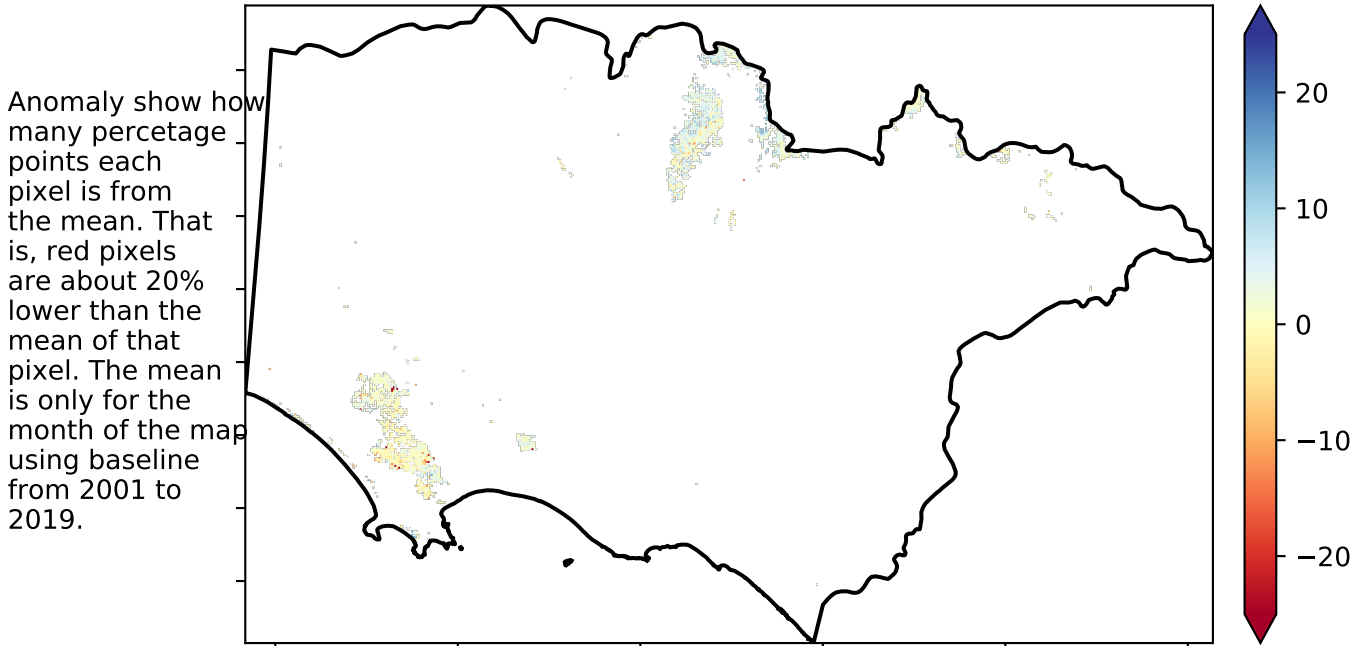 Anomaly show how
many percetage
points each
pixel is from
the mean. That
is, red pixels
are about 20%
lower than the
mean of that
pixel. The mean
is only for the
month of the map
using baseline
from 2001 to
2019.
20
10
0
−10
−20